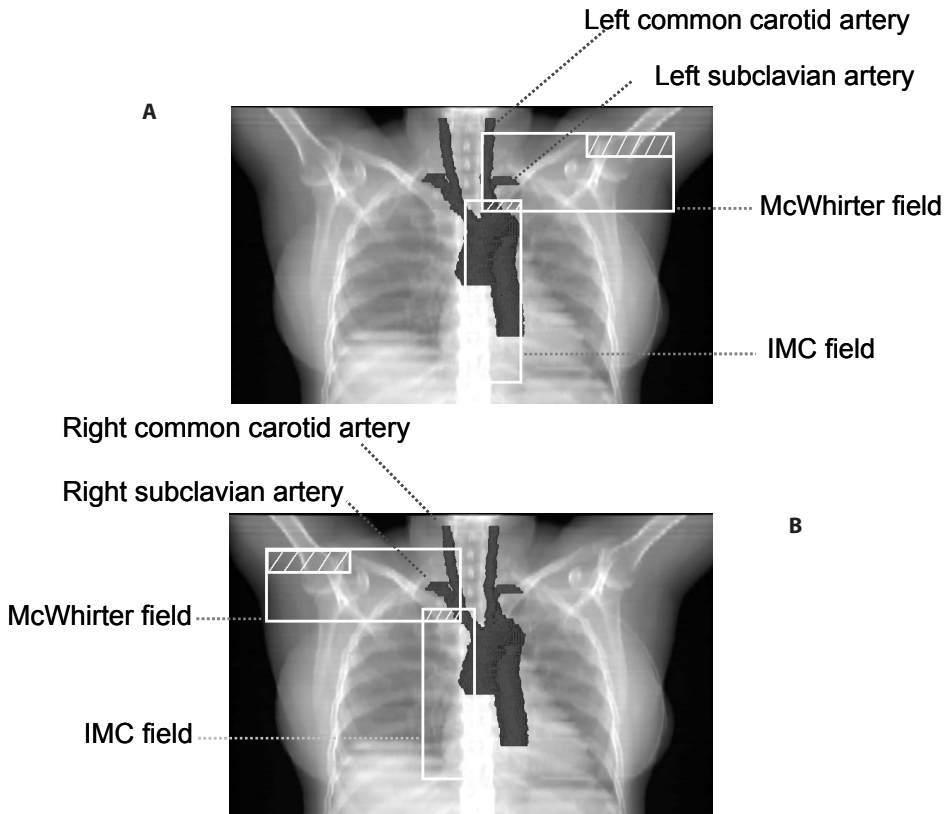 Left common carotid artery
Left subclavian artery
A
McWhirter field
IMC field
Right common carotid artery
Right subclavian artery
B
McWhirter field
IMC field